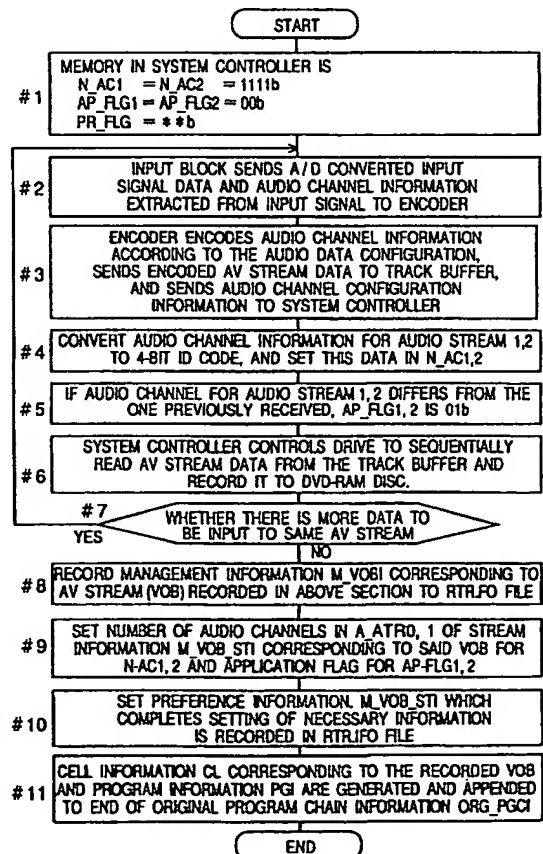 START
#1
MEMORY IN SYSTEM CONTROLLER IS
N_AC1 = N_AC2 = 1111b
AP_FLG1 = AP_FLG2 = 00b
PR_FLG = **b
#2
INPUT BLOCK SENDS A/D CONVERTED INPUT
SIGNAL DATA AND AUDIO CHANNEL INFORMATION
EXTRACTED FROM INPUT SIGNAL TO ENCODER
#3
ENCODER ENCODES AUDIO CHANNEL INFORMATION
ACCORDING TO THE AUDIO DATA CONFIGURATION,
SENDS ENCODED AV STREAM DATA TO TRACK BUFFER,
AND SENDS AUDIO CHANNEL CONFIGURATION
INFORMATION TO SYSTEM CONTROLLER
#4
CONVERT AUDIO CHANNEL INFORMATION FOR AUDIO STREAM 1,2
TO 4-BIT ID CODE, AND SET THIS DATA IN N_AC1,2
#5
IF AUDIO CHANNEL FOR AUDIO STREAM 1,2 DIFFERS FROM THE
ONE PREVIOUSLY RECEIVED, AP_FLG1, 2 IS 01b
#6
SYSTEM CONTROLLER CONTROLS DRIVE TO SEQUENTIALLY
READ AV STREAM DATA FROM THE TRACK BUFFER AND
RECORD IT TO DVD-RAM DISC.
#7
YES
WHETHER THERE IS MORE DATA TO
BE INPUT TO SAME AV STREAM
NO
#8
RECORD MANAGEMENT INFORMATION M_VOBI CORRESPONDING TO
AV STREAM (VOB) RECORDED IN ABOVE SECTION TO RTR.IFO FILE
#9
SET NUMBER OF AUDIO CHANNELS IN A_ATR0, 1 OF STREAM
INFORMATION M_VOB_STI CORRESPONDING TO SAID VOB FOR
N-AC1, 2 AND APPLICATION FLAG FOR AP-FLG1, 2
#10
SET PREFERENCE INFORMATION. M_VOB_STI WHICH
COMPLETES SETTING OF NECESSARY INFORMATION
IS RECORDED IN RTR.IFO FILE
#11
CELL INFORMATION CL CORRESPONDING TO THE RECORDED VOB
AND PROGRAM INFORMATION PGI ARE GENERATED AND APPENDED
TO END OF ORIGINAL PROGRAM CHAIN INFORMATION ORG_PGCI
END